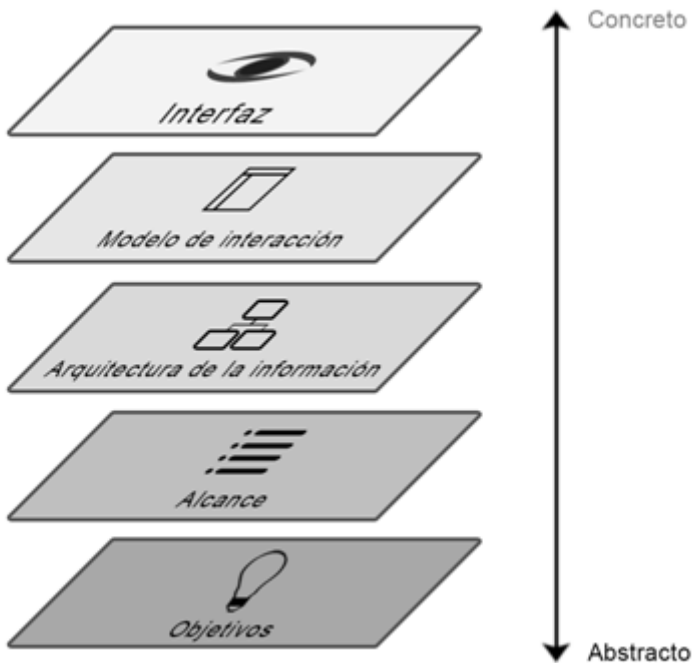 Concreto
Interfaz
Modelo de interacción
Arquitectura de la información
Alcance
Objetivos
Abstracto